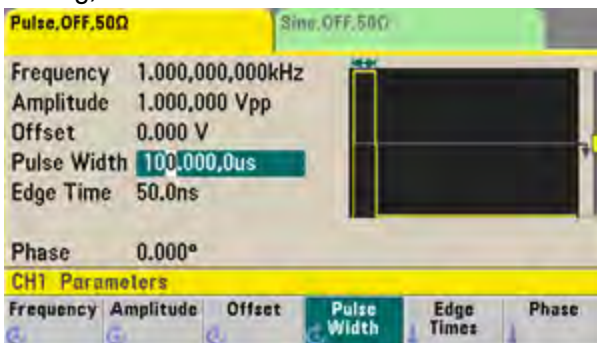 Pulse,OFF,50Ω
Sine,OFF,50Ω
Frequency 1.000,000,000kHz
Amplitude 1.000,000 Vpp
Offset 0.000 V
Pulse Width 100.000,0us
Edge Time 50.0ns
Phase 0.000°
CH1 Parameters
Frequency Amplitude Offset Pulse Width Edge Times Phase